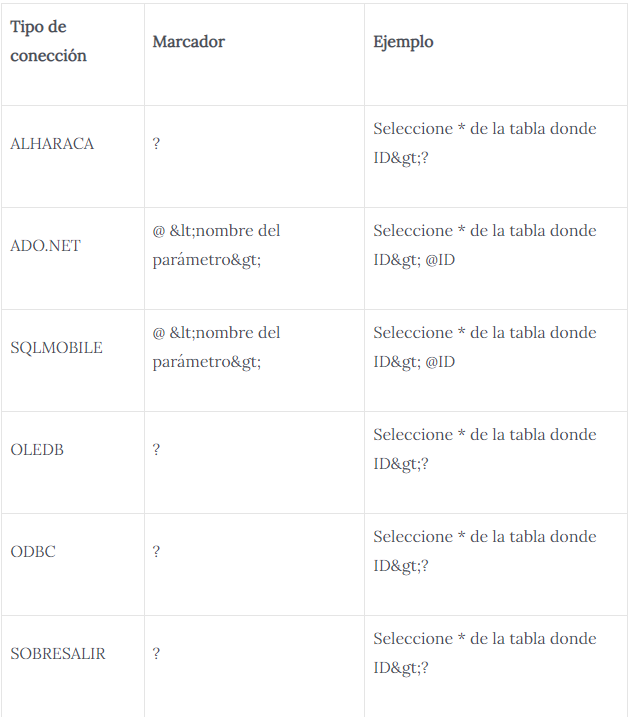 Tipo de
conección
Marcador
Ejemplo
ALHARACA
?
Seleccione * de la tabla donde
ID&gt;?
ADO.NET
@ &lt;nombre del
parámetro&gt;
Seleccione * de la tabla donde
ID&gt; @ID
SQLMOBILE
@ &lt;nombre del
parámetro&gt;
Seleccione * de la tabla donde
ID&gt; @ID
OLEDB
?
Seleccione * de la tabla donde
ID&gt;?
ODBC
?
Seleccione * de la tabla donde
ID&gt;?
SOBRESALIR
?
Seleccione * de la tabla donde
ID&gt;?